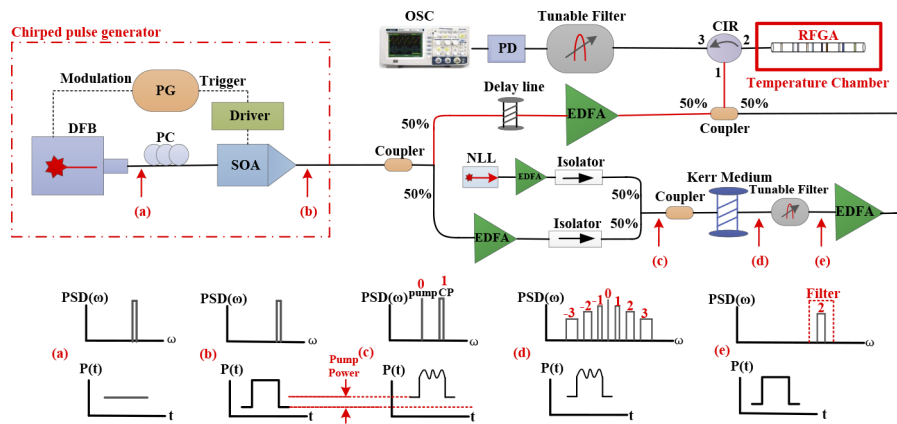 Chirped pulse generator
Modulation
PG
Trigger
DFB
PC
Driver
SOA
(a)
(b)
OSC
PD
Tunable Filter
CIR
3
2
1
RFGA
Temperature Chamber
Delay line
EDFA
50%
50%
Coupler
Coupler
50%
50%
NLL
EDFA
Isolator
50%
50%
EDFA
Isolator
Coupler
Kerr Medium
Tunable Filter
EDFA
(c)
(d)
(e)
PSD(ω)
ω
(a)
P(t)
t
PSD(ω)
ω
(b)
P(t)
t
Pump
Power
PSD(ω)
0
1
pump
CP
ω
(c)
P(t)
t
PSD(ω)
-3
-2
-1
0
1
2
3
ω
(d)
P(t)
t
PSD(ω)
Filter
2
ω
(e)
P(t)
t